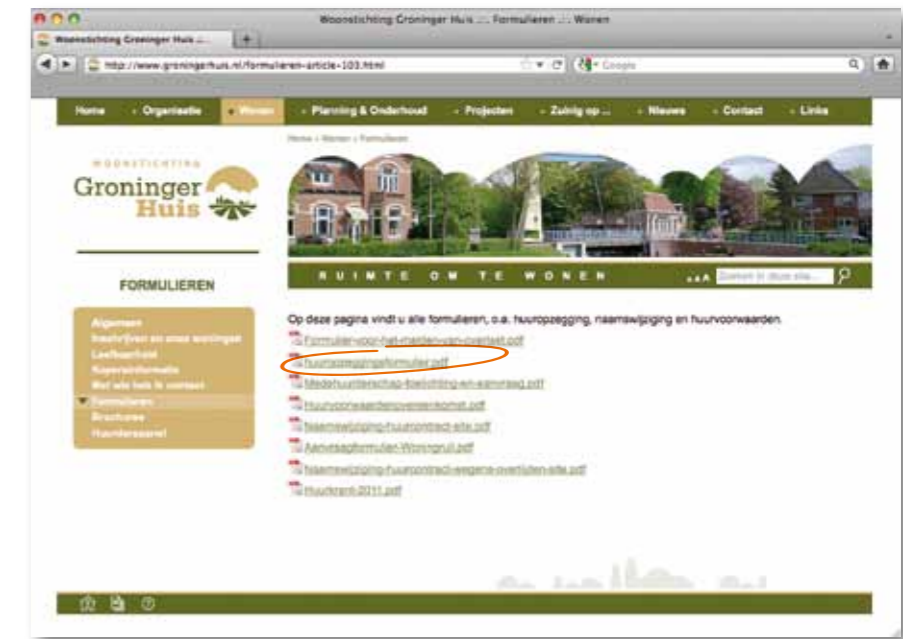 Woonstichting Groninger Huis .::. Formulieren .::. Wonen
Woonstichting Groninger Huis .::.
http://www.groningerhuis.nl/formulieren-article-103.html
Google
Home Organisatie Wonen Planning & Onderhoud Projecten Zuinig op ... Nieuws Contact Links
Home » Wonen » Formulieren
WOONSTICHTING
Groninger
Huis
RUIMTE OM TE WONEN
AAA Zoeken in deze site...
FORMULIEREN
Op deze pagina vindt u alle formulieren, o.a. huuropzegging, naamswijziging en huurvoorwaarden.
Algemeen
Inschrijven en onze woningen
Leefbaarheid
Kopersinformatie
Met wie heb ik contact
Formulieren
Brochures
Huurdersraad
Formulier-voor-het-melden-van-overlast.pdf
huuropzeggingsformulier.pdf
Medehuurderschap-toelichting-en-aanvraag.pdf
Huurvoorwaardenovereenkomst.pdf
Naamswijziging-huurcontract-site.pdf
Aanvraagformulier-Woningruil.pdf
Naamswijziging-huurcontract-wegens-overlijden-site.pdf
Huurkrant-2011.pdf